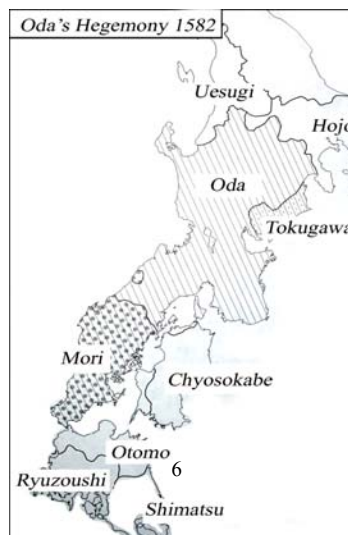 Oda's Hegemony 1582
Uesugi
Hojo
Oda
Tokugawa
Mori
Chyosokabe
Otomo
6
Ryuzoushi
Shimatsu